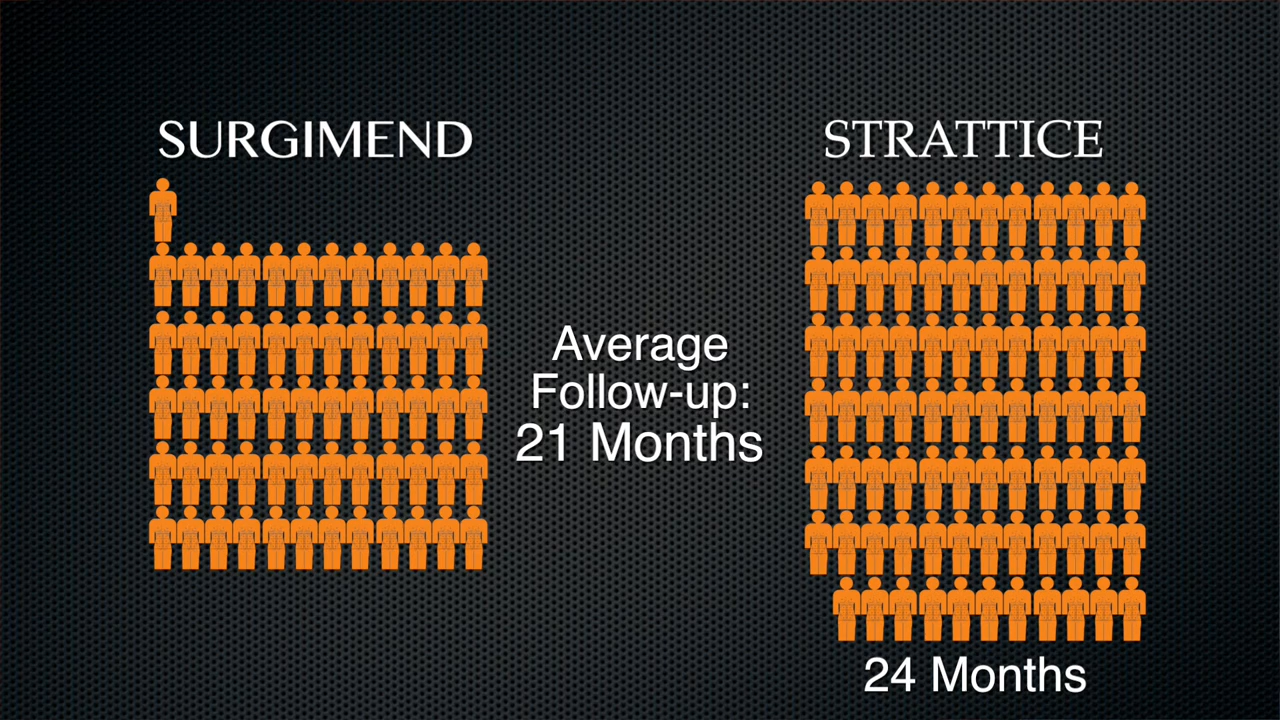 SURGIMEND
STRATTICE
Average
Follow-up:
21 Months
24 Months